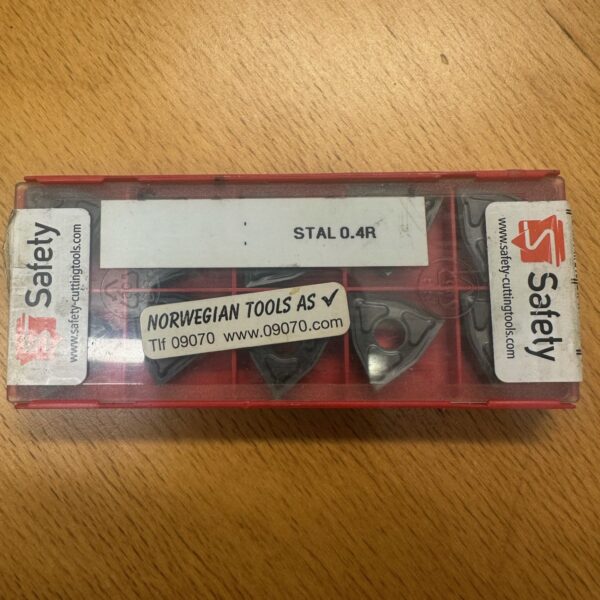 Safety
www.safety-cuttingtools.com
STAL 0.4R
NORWEGIAN TOOLS AS ✓
Tlf 09070 www.09070.com
www.safety-cuttingtools.com
Safety